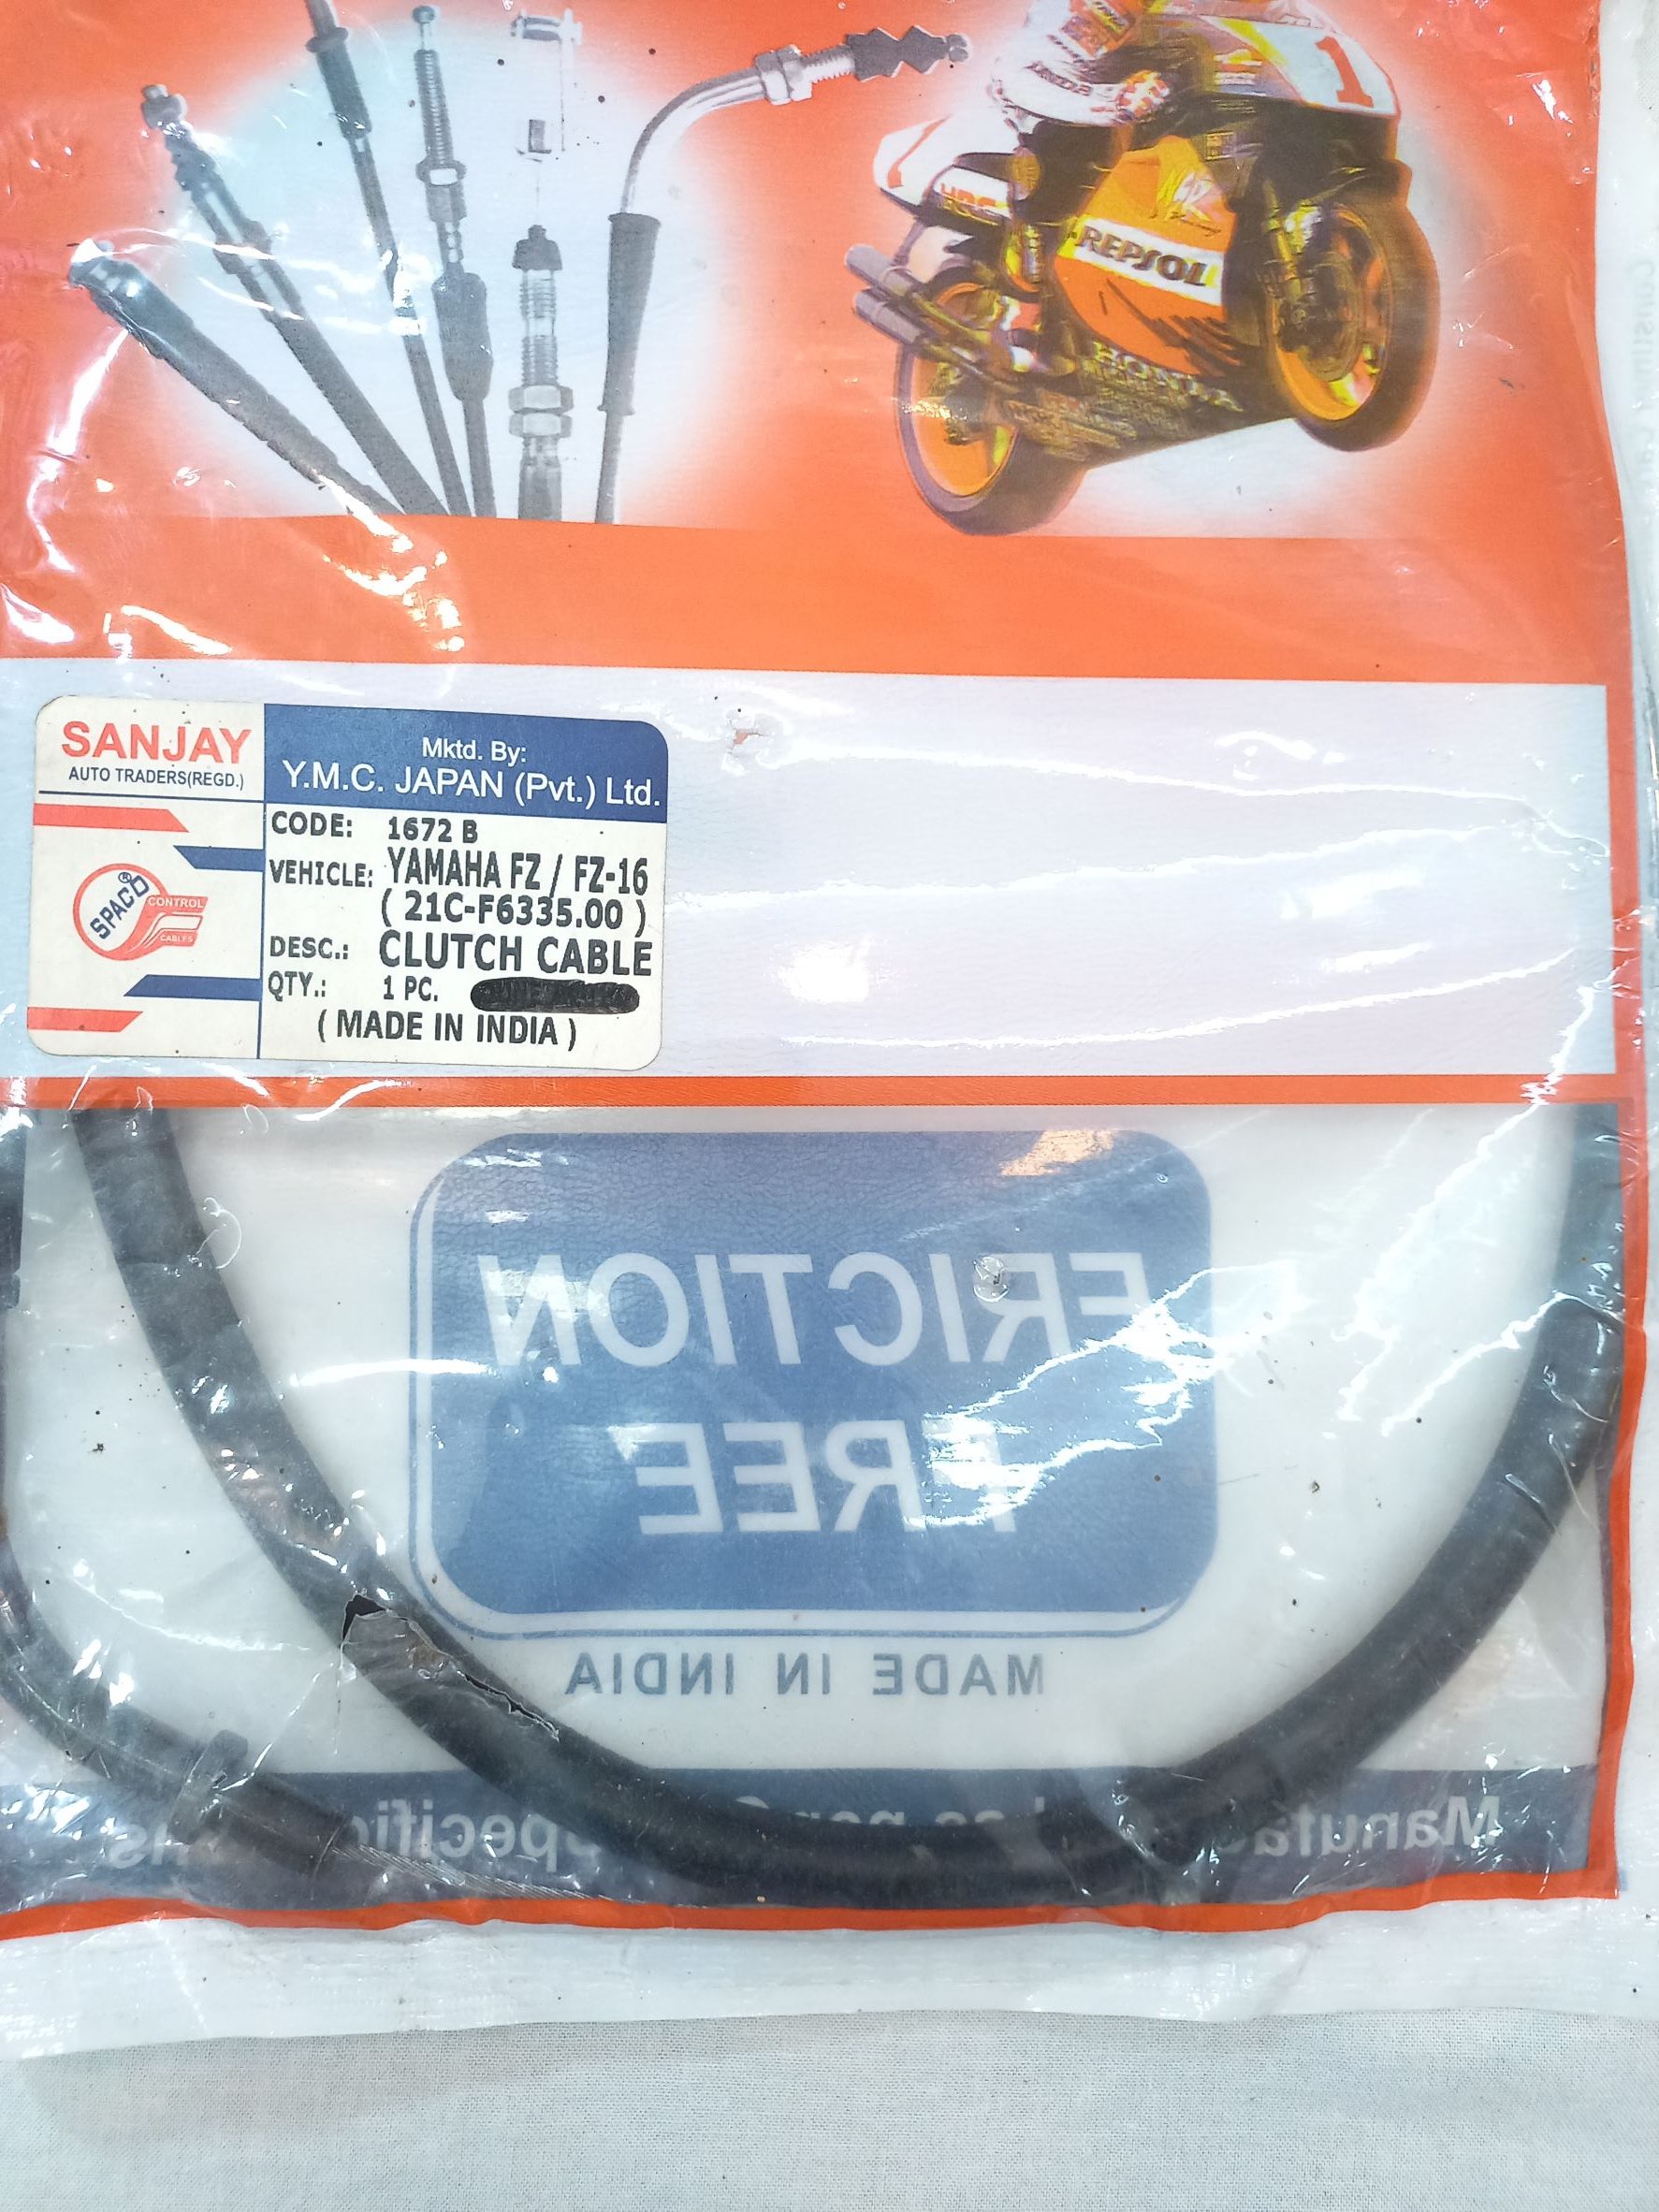 1
REPSOL
HONDA
SANJAY
AUTO TRADERS(REGD.)
Mktd. By:
Y.M.C. JAPAN (Pvt.) Ltd.
CODE: 1672 B
VEHICLE: YAMAHA FZ / FZ-16
( 21C-F6335.00 )
DESC.: CLUTCH CABLE
QTY.: 1 PC.
( MADE IN INDIA )
SPACO ®
CONTROL
CABLES
FRICTION
FREE
MADE IN INDIA